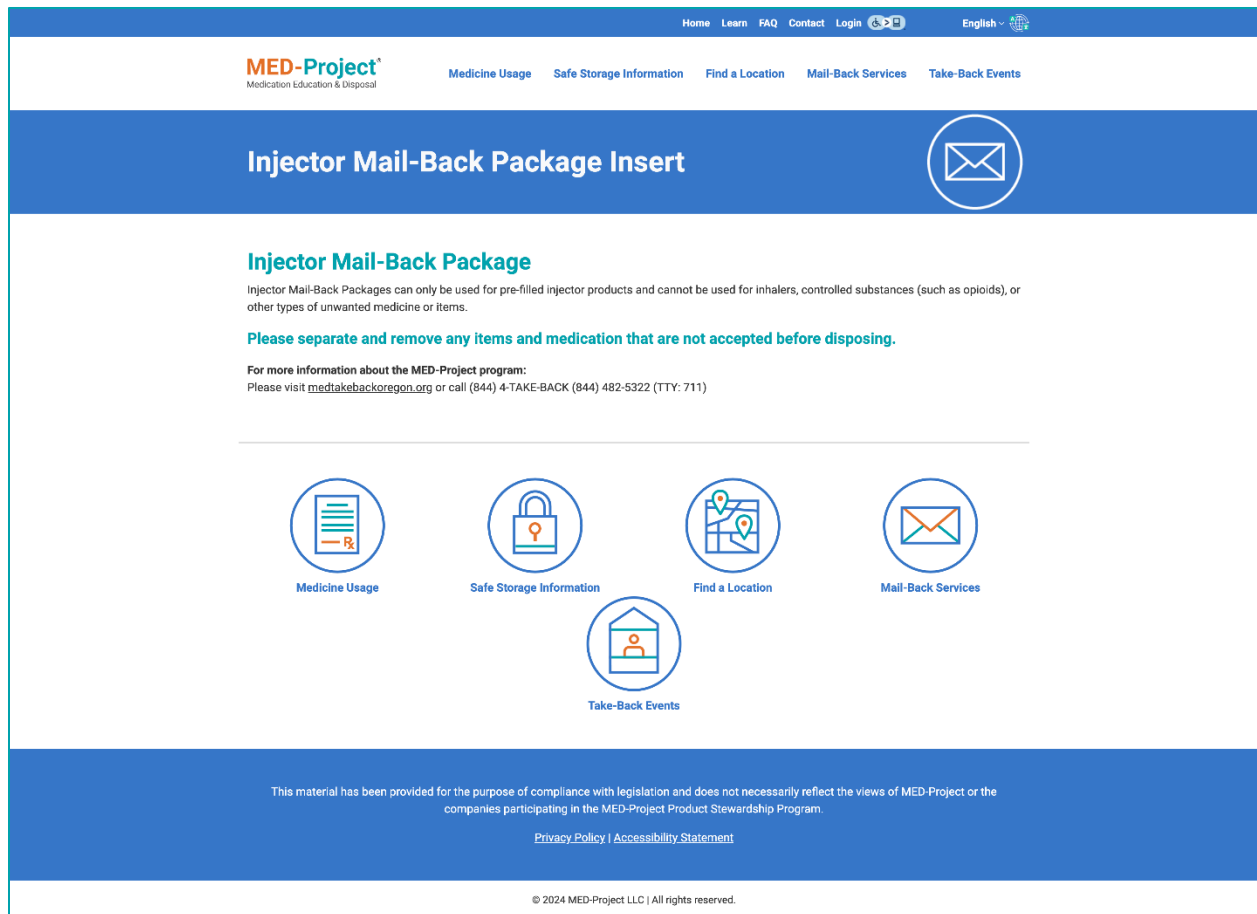 Home Learn FAQ Contact Login English
MED-Project®
Medication Education & Disposal
Medicine Usage Safe Storage Information Find a Location Mail-Back Services Take-Back Events
Injector Mail-Back Package Insert
Injector Mail-Back Package
Injector Mail-Back Packages can only be used for pre-filled injector products and cannot be used for inhalers, controlled substances (such as opioids), or
other types of unwanted medicine or items.
Please separate and remove any items and medication that are not accepted before disposing.
For more information about the MED-Project program:
Please visit medtakebackoregon.org or call (844) 4-TAKE-BACK (844) 482-5322 (TTY: 711)
Rx
Medicine Usage Safe Storage Information Find a Location Mail-Back Services
Take-Back Events
This material has been provided for the purpose of compliance with legislation and does not necessarily reflect the views of MED-Project or the
companies participating in the MED-Project Product Stewardship Program.
Privacy Policy | Accessibility Statement
© 2024 MED-Project LLC | All rights reserved.